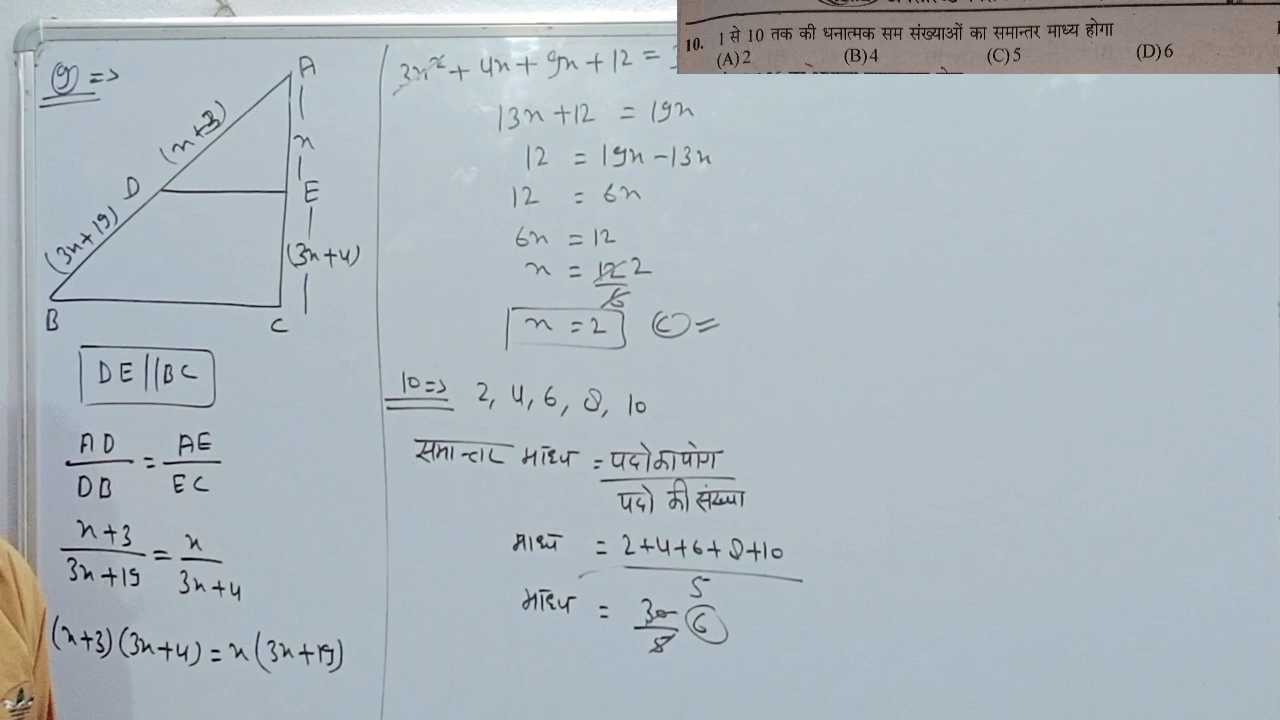 9 =>
A
(x+3)
x
D
E
(3x+19)
(3x+4)
B
C
DE||BC
AD/DB = AE/EC
x+3/3x+19 = x/3x+4
(x+3)(3x+4) = x(3x+19)
3x² + 4x + 9x + 12 =
13x + 12 = 19x
12 = 19x - 13x
12 = 6x
6x = 12
x = 12/6 2
x = 2 (C) =
10 => 2, 4, 6, 8, 10
समान्तर माध्य = पदो का योग/पदो की संख्या
माध्य = 2+4+6+8+10/5
माध्य = 30/5 6
10. 1 से 10 तक की धनात्मक सम संख्याओं का समान्तर माध्य होगा
(A) 2 (B) 4 (C) 5 (D) 6